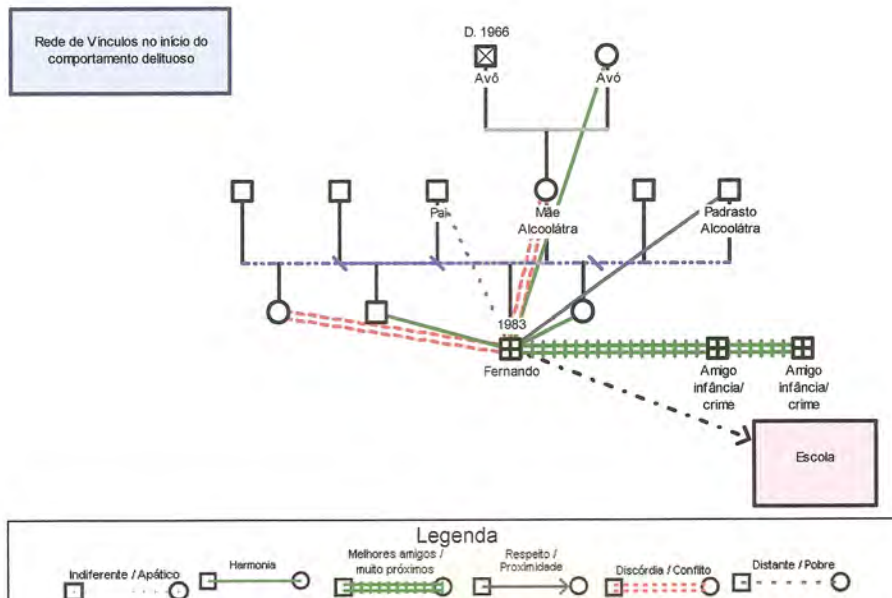 Rede de Vínculos no início do
comportamento delituoso
D. 1966
Avô
Avó
Pai
Mãe
Alcoolátra
Padrasto
Alcoolátra
1983
Fernando
Amigo
infância/
crime
Amigo
infância/
crime
Escola
Legenda
Indiferente / Apático
Harmonia
Melhores amigos /
muito próximos
Respeito /
Proximidade
Discórdia / Conflito
Distante / Pobre